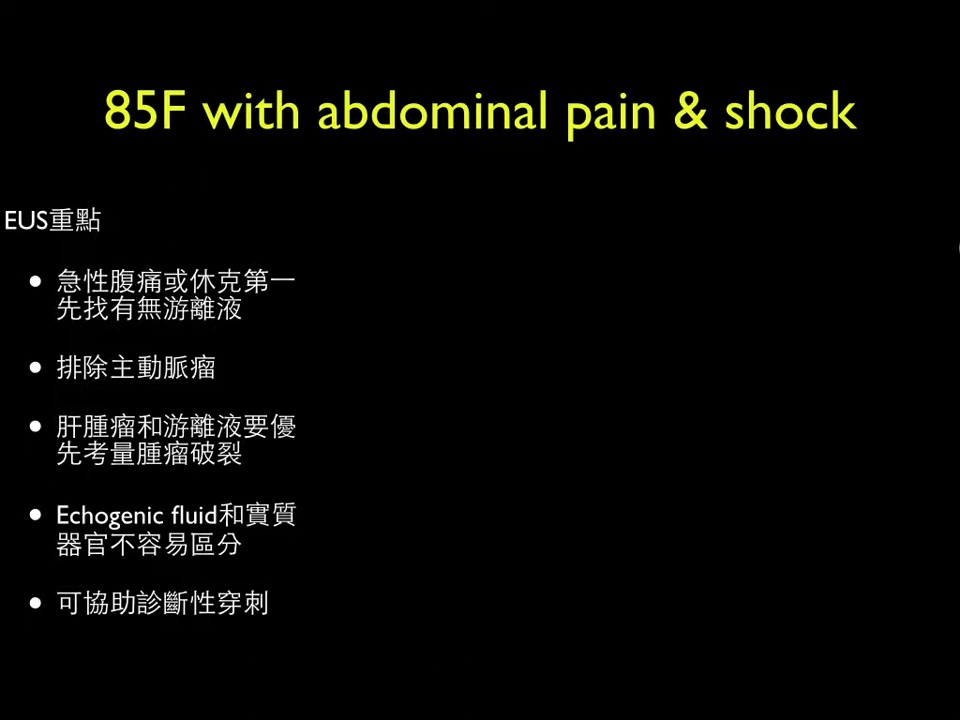 85F with abdominal pain & shock
EUS重點
• 急性腹痛或休克第一
先找有無游離液
• 排除主動脈瘤
• 肝腫瘤和游離液要優
先考量腫瘤破裂
• Echogenic fluid和實質
器官不容易區分
• 可協助診斷性穿刺